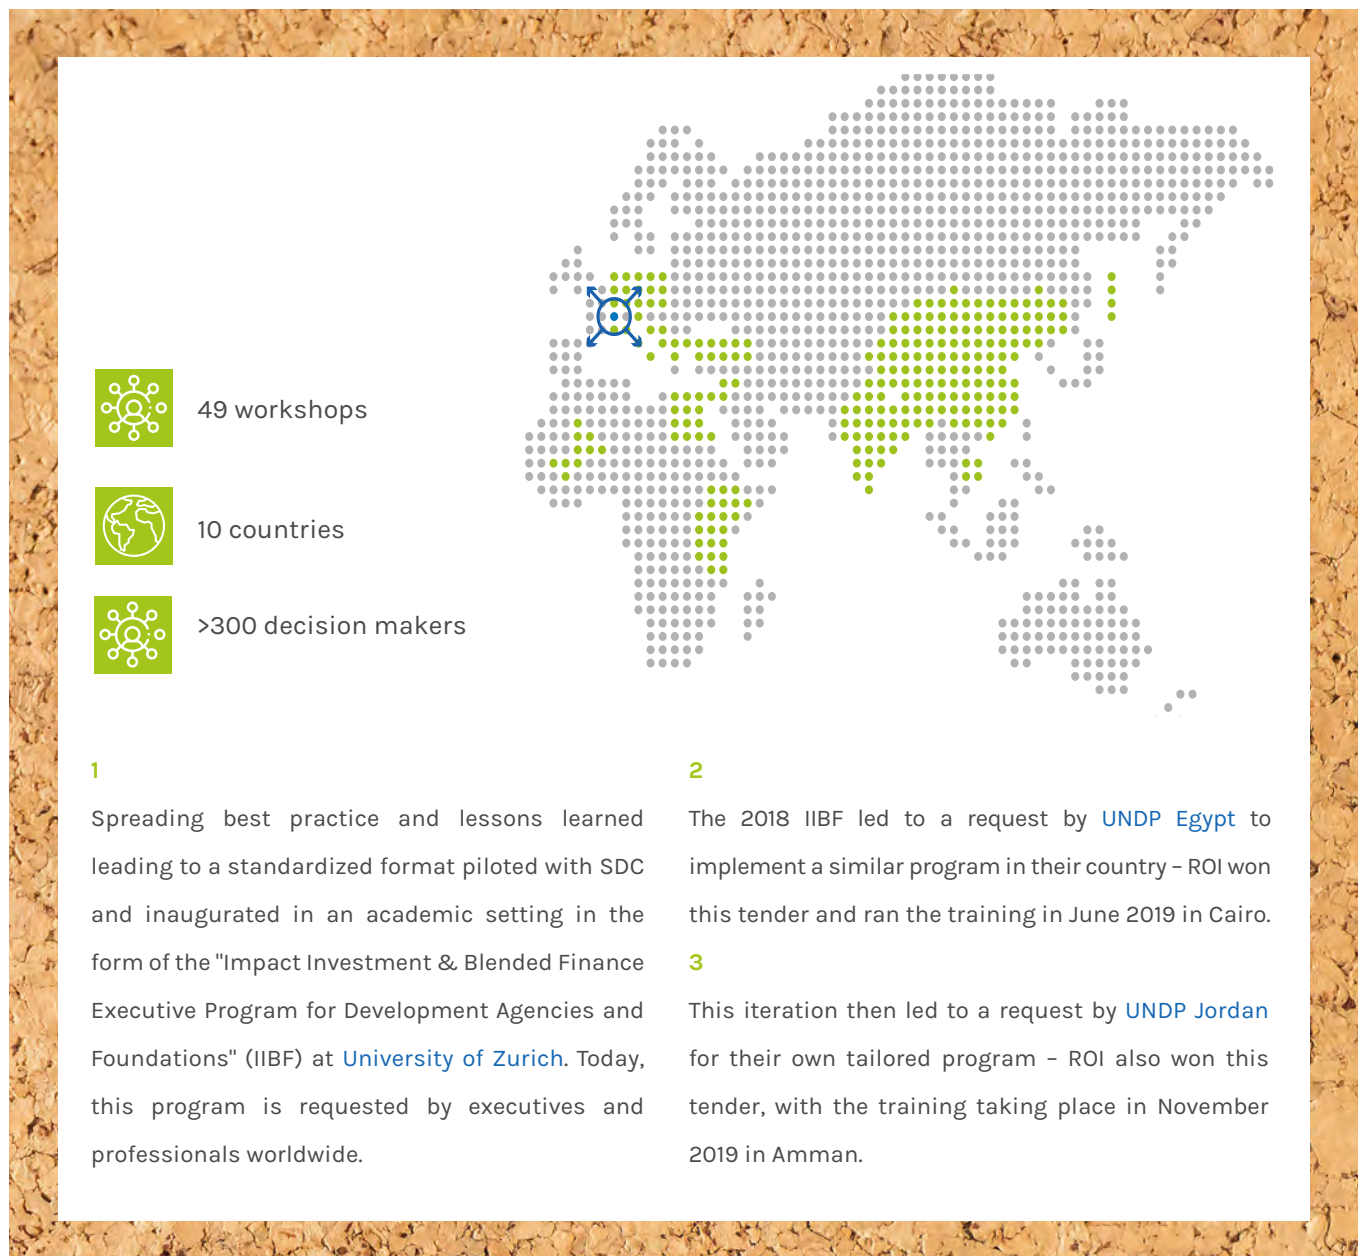 49 workshops
10 countries
>300 decision makers
1
Spreading best practice and lessons learned
leading to a standardized format piloted with SDC
and inaugurated in an academic setting in the
form of the "Impact Investment & Blended Finance
Executive Program for Development Agencies and
Foundations" (IIBF) at University of Zurich. Today,
this program is requested by executives and
professionals worldwide.
2
The 2018 IIBF led to a request by UNDP Egypt to
implement a similar program in their country – ROI won
this tender and ran the training in June 2019 in Cairo.
3
This iteration then led to a request by UNDP Jordan
for their own tailored program – ROI also won this
tender, with the training taking place in November
2019 in Amman.